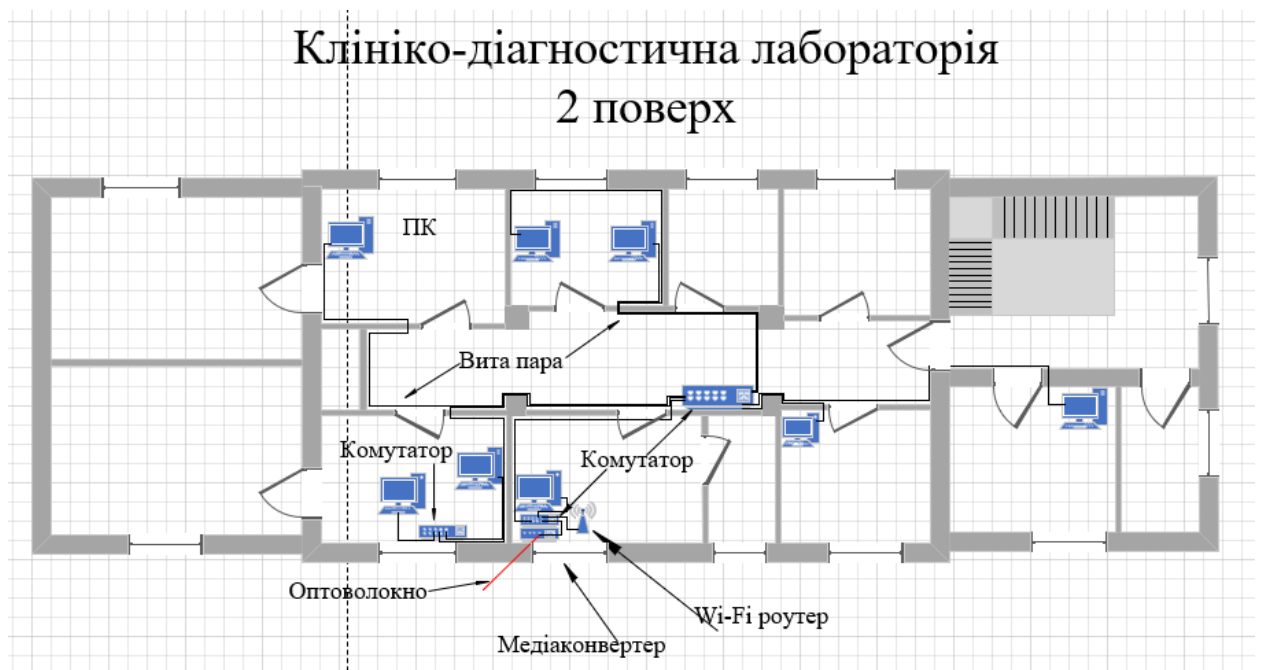 Клініко-діагностична лабораторія
2 поверх
ПК
Вита пара
Комутатор
Комутатор
Оптоволокно
Wi-Fi роутер
Медіаконвертер